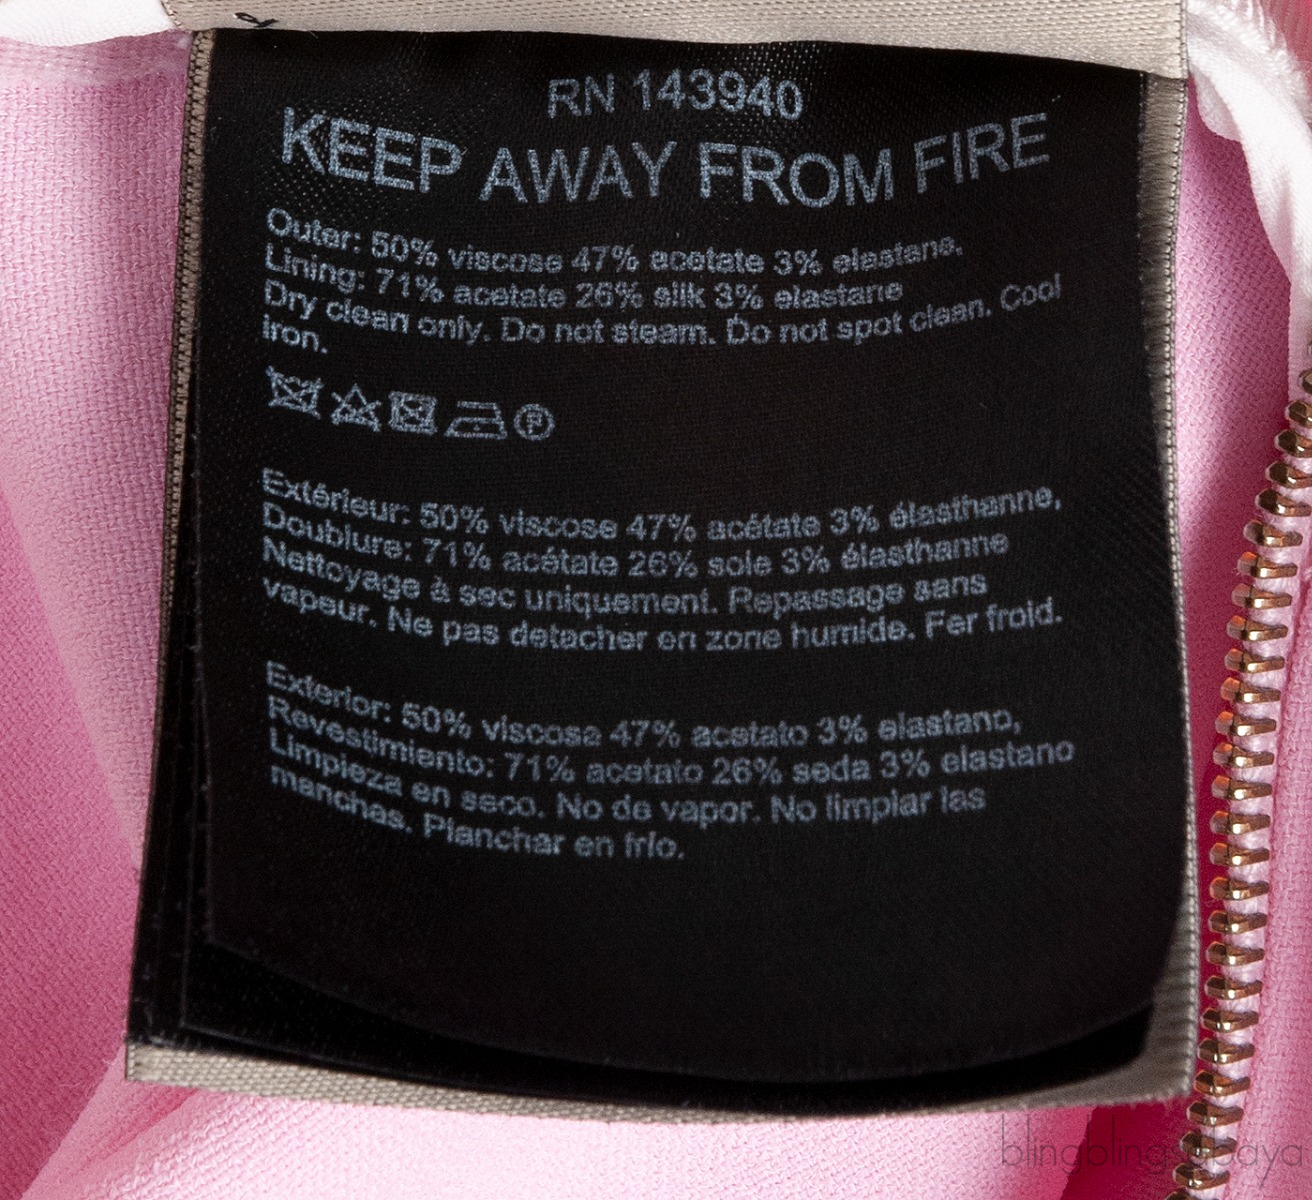 RN 143940
KEEP AWAY FROM FIRE
Outer: 50% viscose 47% acetate 3% elastane,
Lining: 71% acetate 26% silk 3% elastane
Dry clean only. Do not steam. Do not spot clean. Cool
iron.
P
Extérieur: 50% viscose 47% acétate 3% élasthanne,
Doublure: 71% acétate 26% soie 3% élasthanne
Nettoyage à sec uniquement. Repassage sans
vapeur. Ne pas detacher en zone humide. Fer froid.
Exterior: 50% viscosa 47% acetato 3% elastano,
Revestimiento: 71% acetato 26% seda 3% elastano
Limpieza en seco. No de vapor. No limpiar las
manchas. Planchar en frio.
blingblingsabaya